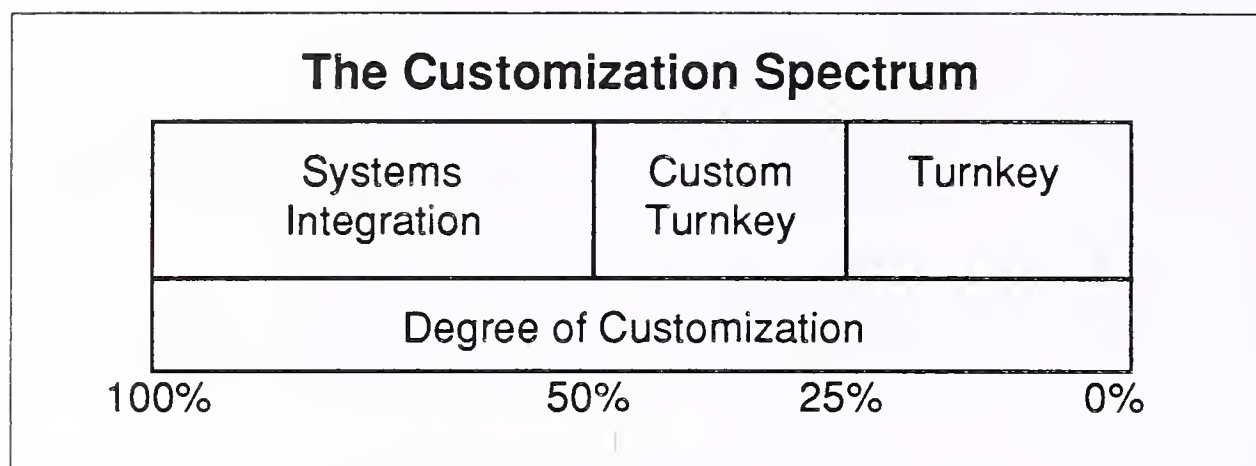 The Customization Spectrum
Systems
Integration
Custom
Turnkey
Turnkey
Degree of Customization
100% 50% 25% 0%